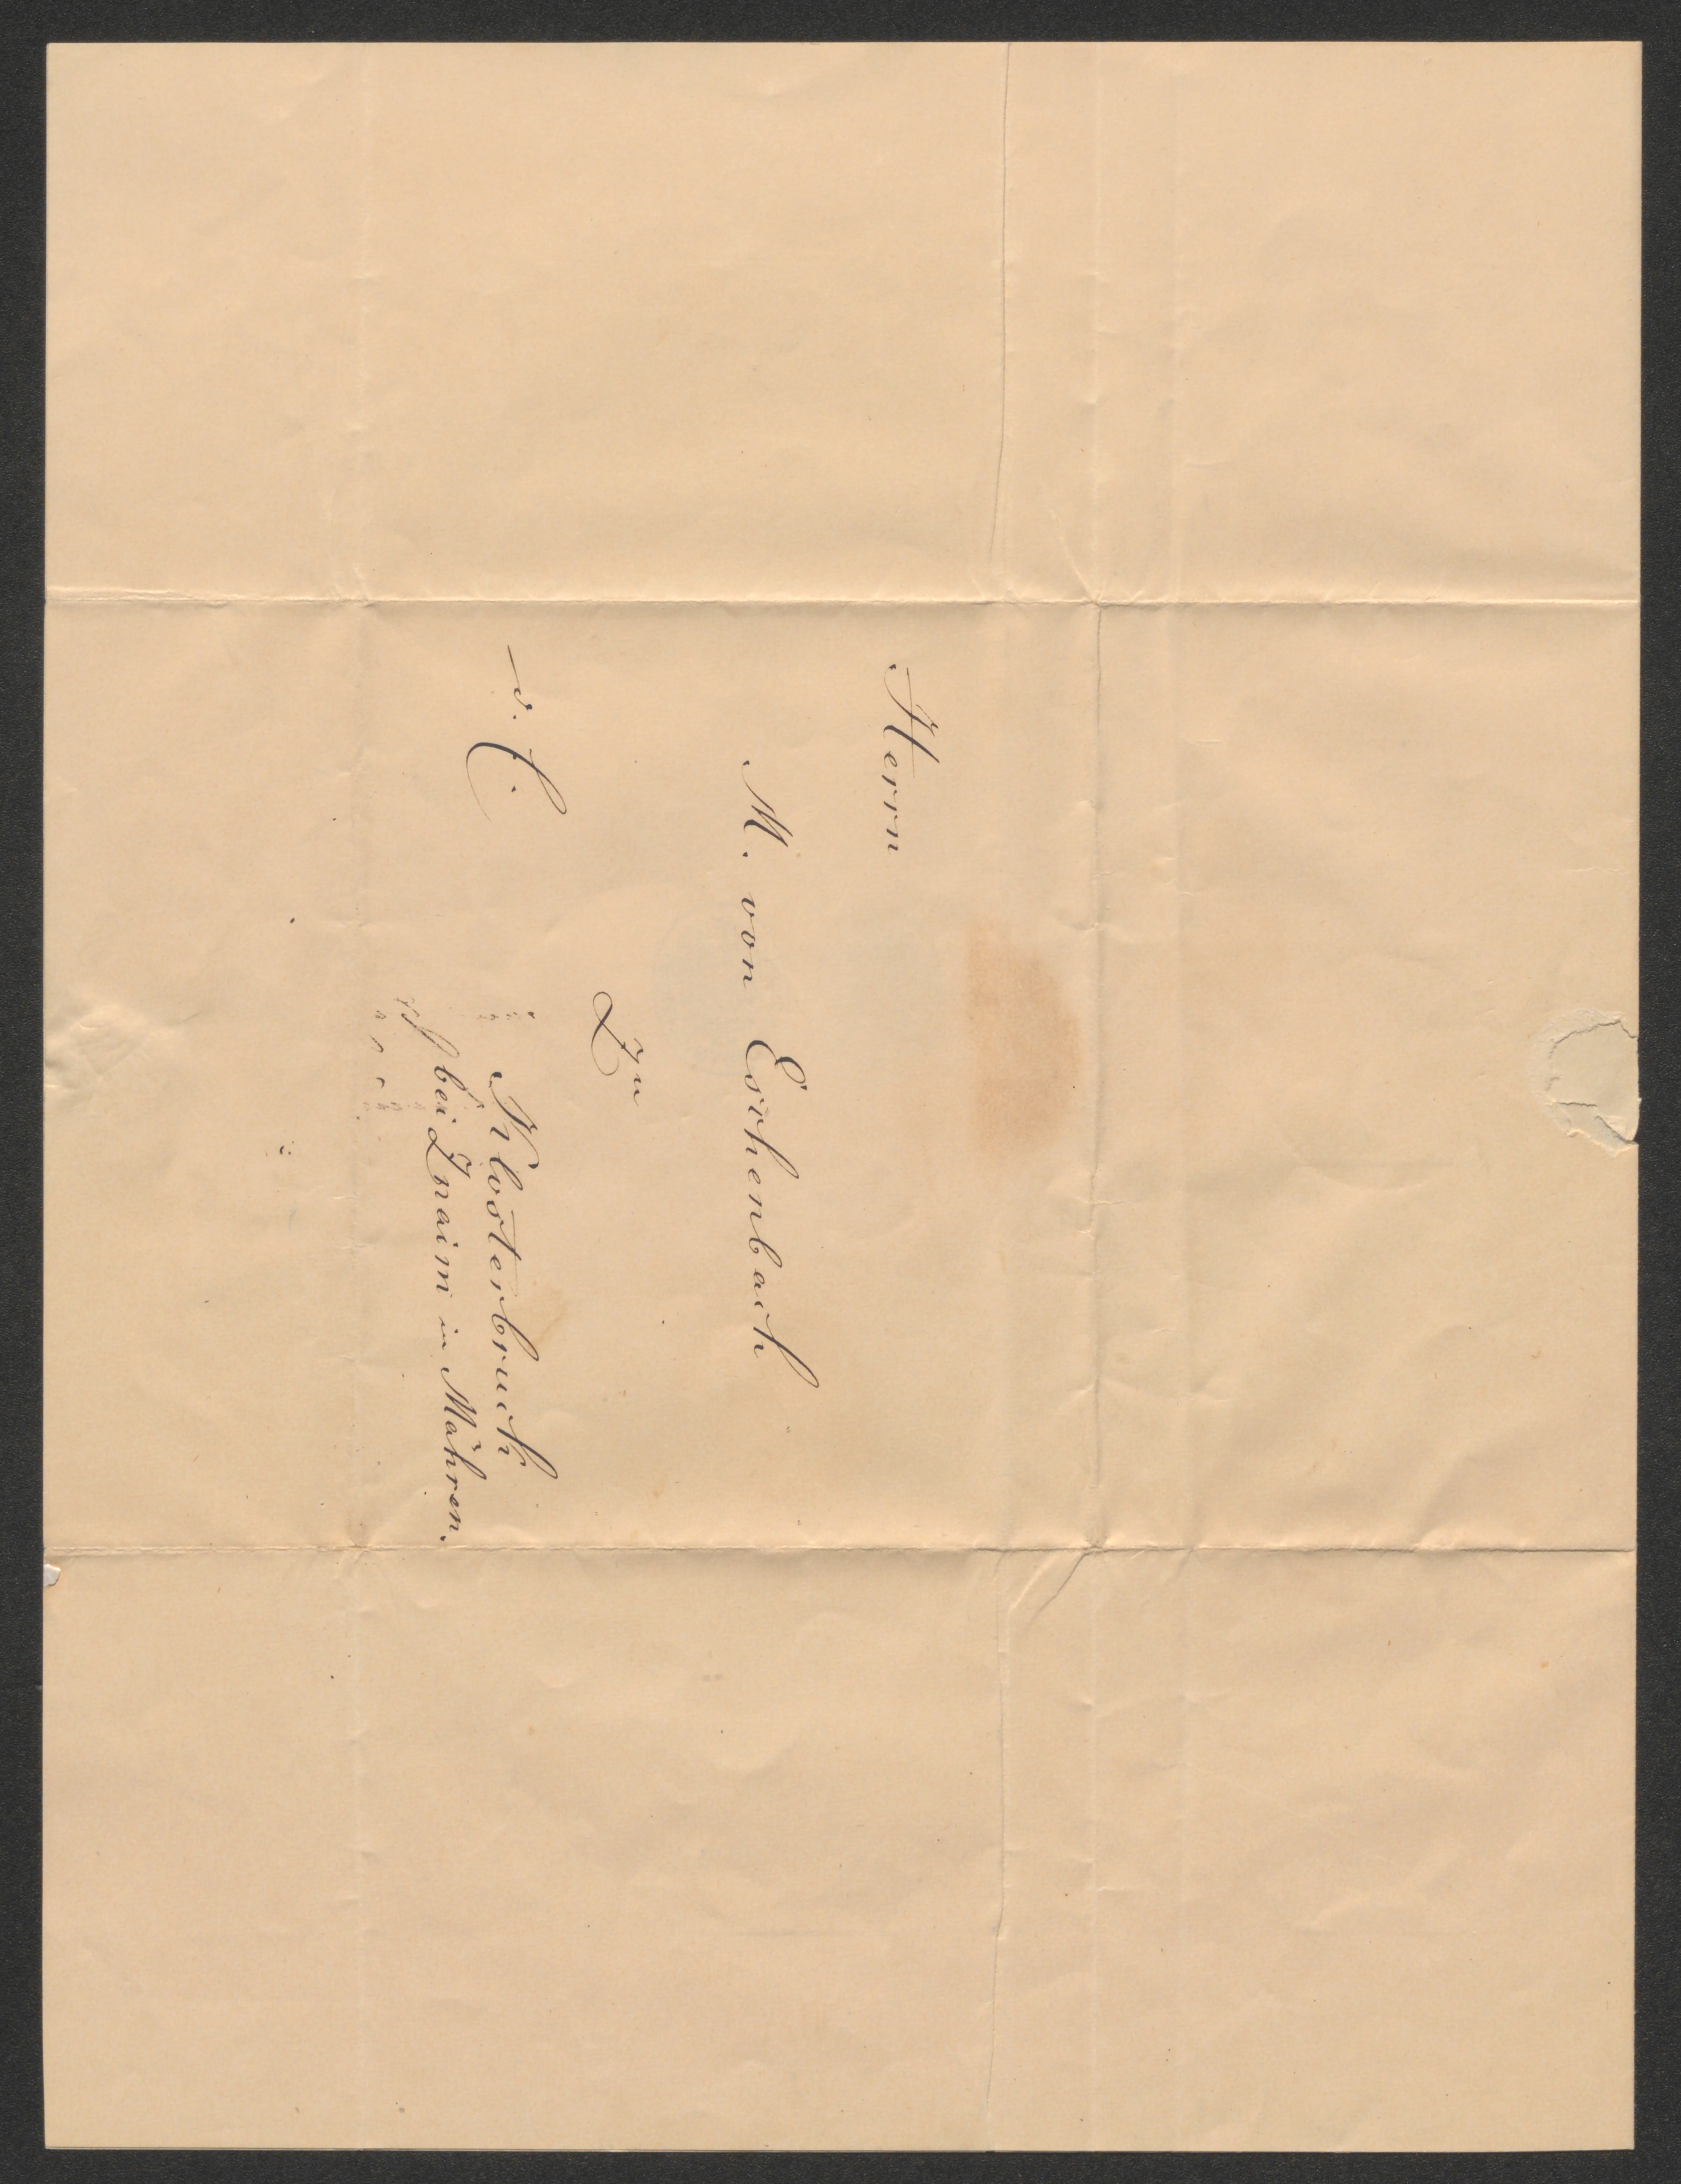 Herrn
M. von Eschenbach
Zu
Klosterbruck
d. C.
bei Znaim in Mähren.